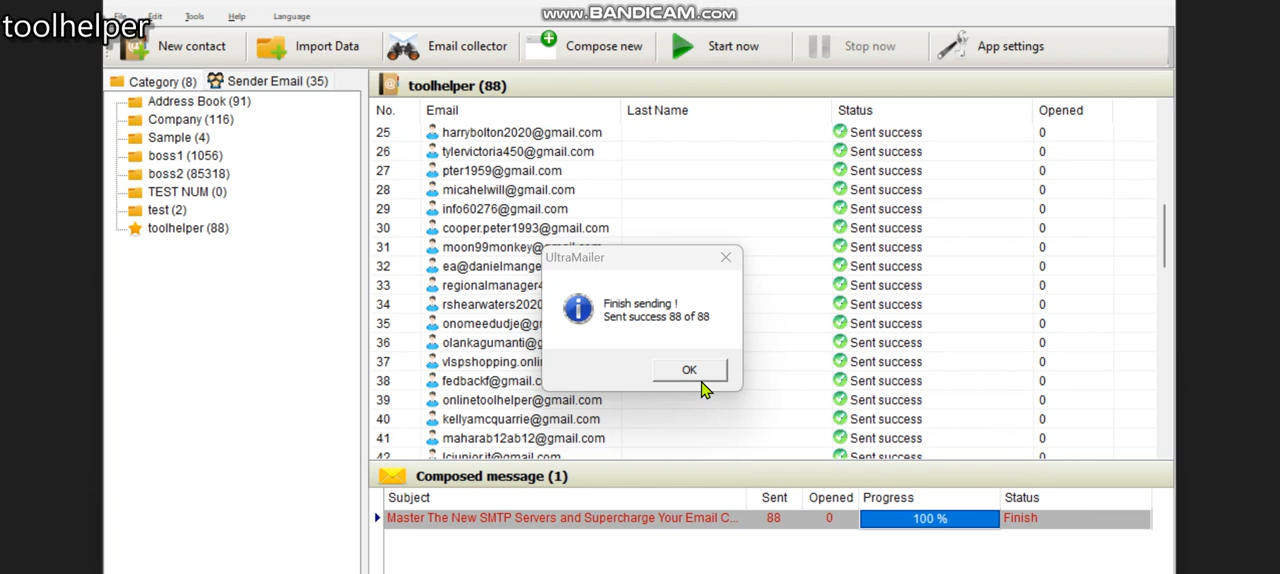 www.BANDICAM.com
File Edit Tools Help Language
toolhelper
New contact Import Data Email collector Compose new Start now Stop now App settings
Category (8) Sender Email (35)
Address Book (91)
Company (116)
Sample (4)
boss1 (1056)
boss2 (85318)
TEST NUM (0)
test (2)
toolhelper (88)
toolhelper (88)
No. Email Last Name Status Opened
25 harrybolton2020@gmail.com Sent success 0
26 tylervictoria450@gmail.com Sent success 0
27 pter1959@gmail.com Sent success 0
28 micahelwill@gmail.com Sent success 0
29 info60276@gmail.com Sent success 0
30 cooper.peter1993@gmail.com Sent success 0
31 moon99monkey@gmail.com Sent success 0
32 ea@danielmange Sent success 0
33 regionalmanager4 Sent success 0
34 rshearwaters2020 Sent success 0
35 onomeedudje@gr Sent success 0
36 olankagumanti@g Sent success 0
37 vlspshopping.onlin Sent success 0
38 fedbackf@gmail.c Sent success 0
39 onlinetoolhelper@gmail.com Sent success 0
40 kellyamcquarrie@gmail.com Sent success 0
41 maharab12ab12@gmail.com Sent success 0
42 lcjunior.it@gmail.com Sent success 0
UltraMailer
Finish sending !
Sent success 88 of 88
OK
Composed message (1)
Subject Sent Opened Progress Status
Master The New SMTP Servers and Supercharge Your Email C... 88 0 100 % Finish